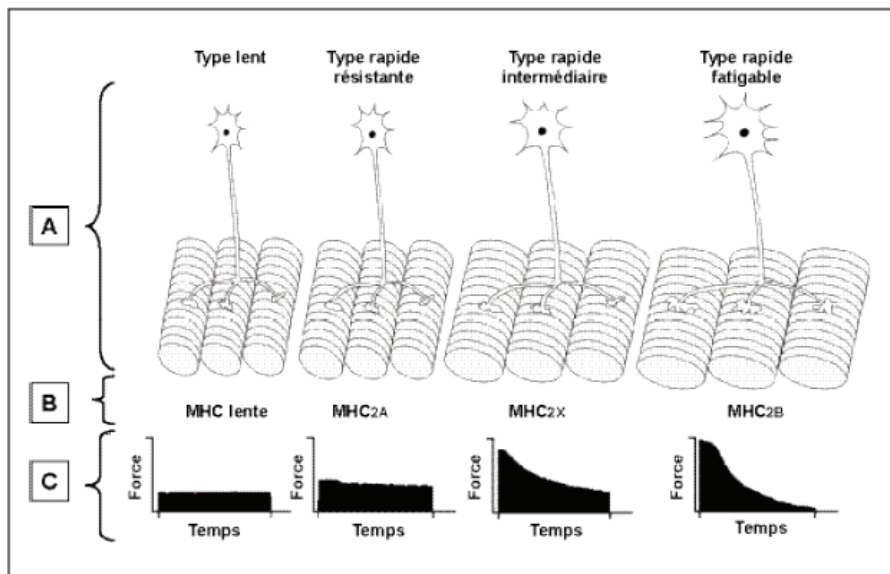 Type lent
Type rapide
résistante
Type rapide
intermédiaire
Type rapide
fatigable
A
B
MHC lente
MHC2A
MHC2X
MHC2B
C
Force
Temps
Force
Temps
Force
Temps
Force
Temps